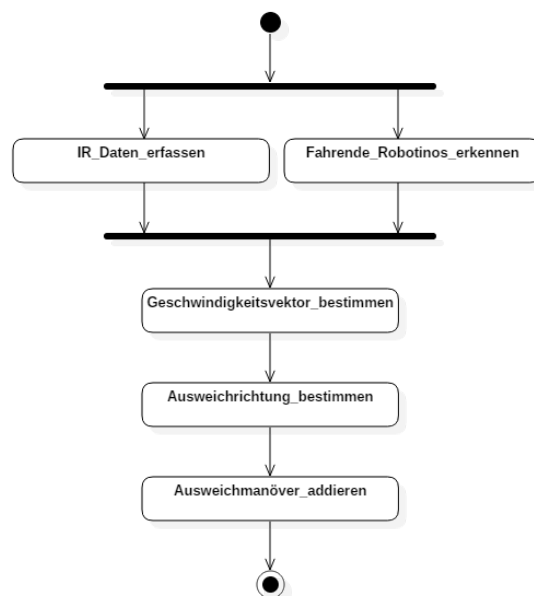 IR_Daten_erfassen
Fahrende_Robotinos_erkennen
Geschwindigkeitsvektor_bestimmen
Ausweichrichtung_bestimmen
Ausweichmanöver_addieren